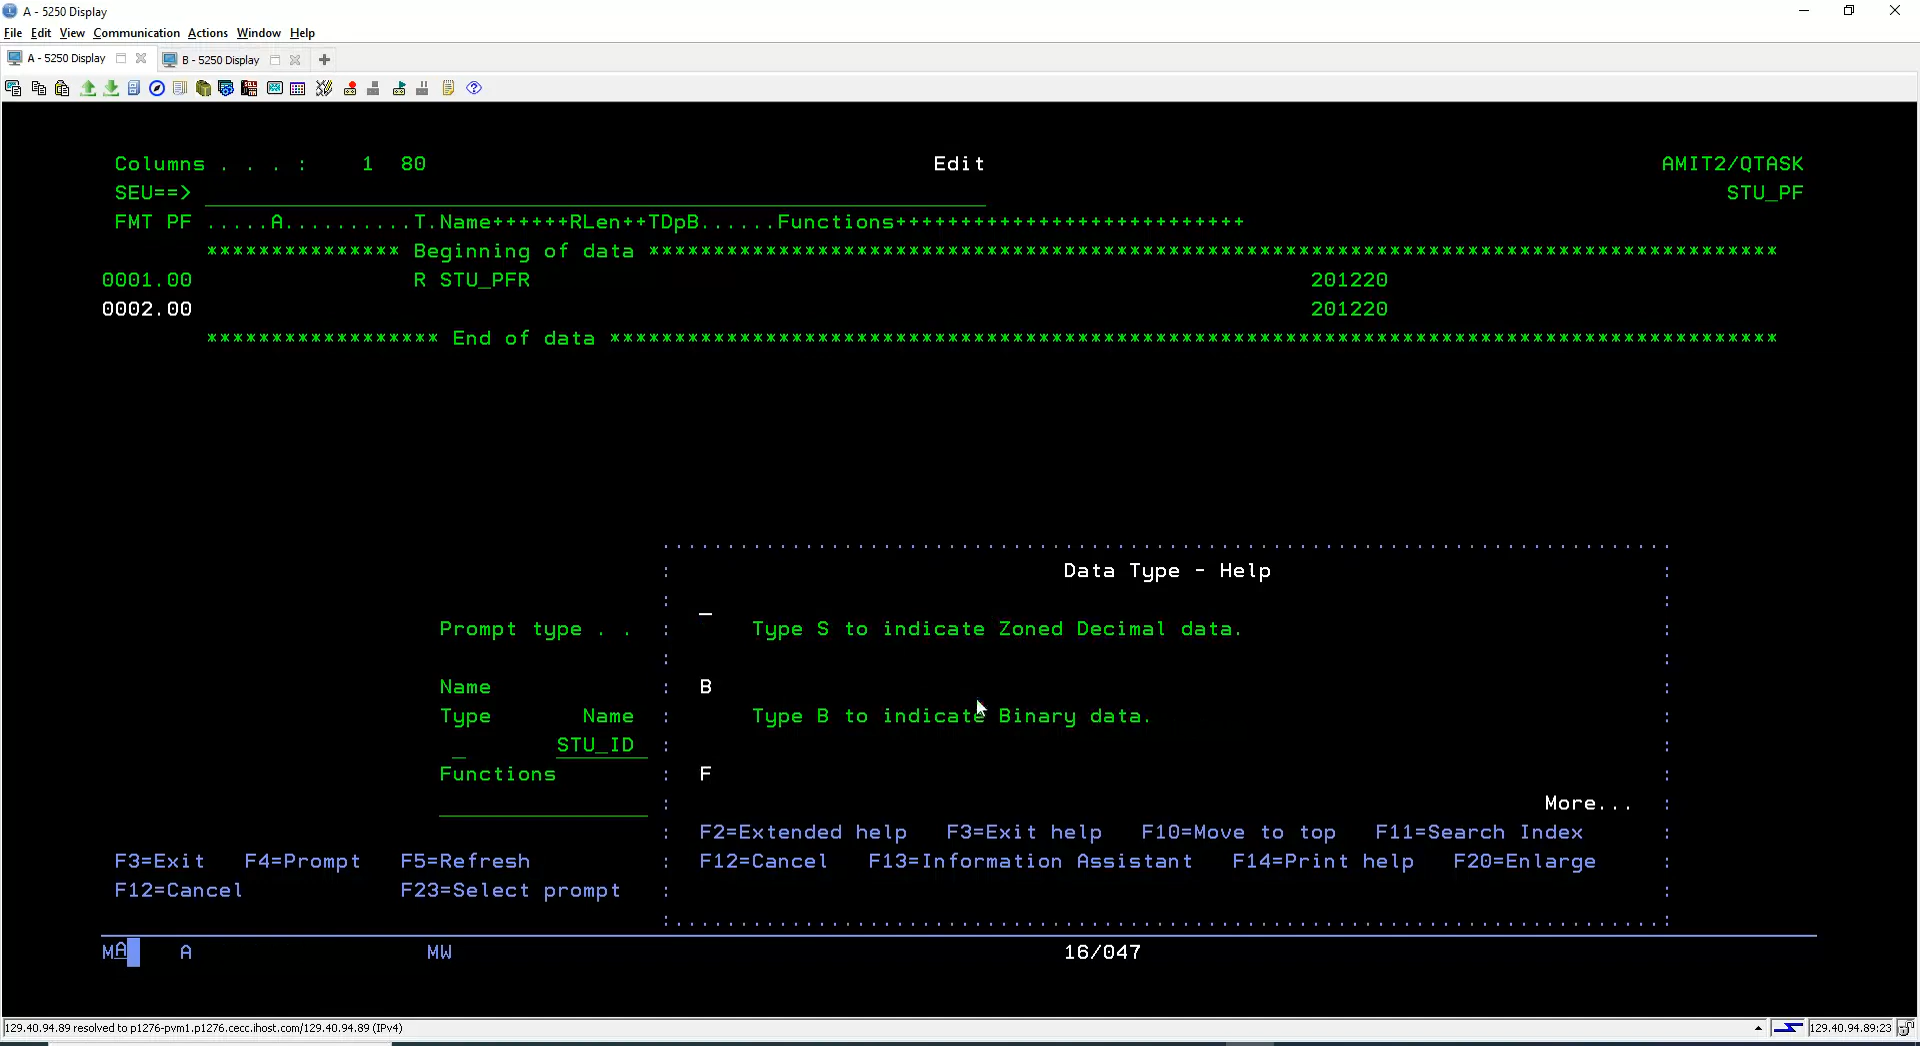 A - 5250 Display
File Edit View Communication Actions Window Help
A - 5250 Display B - 5250 Display
Columns . . . : 1 80 Edit AMIT2/QTASK
SEU==> STU_PF
FMT PF .....A..........T.Name++++++RLen++TDpB......Functions+++++++++++++++++++++++++++
*************** Beginning of data ***************************************************************************************
0001.00 R STU_PFR 201220
0002.00 201220
****************** End of data ******************************************************************************************
Data Type - Help
Prompt type . . : Type S to indicate Zoned Decimal data.
Name : B
Type Name : Type B to indicate Binary data.
STU_ID :
Functions : F
More... :
: F2=Extended help F3=Exit help F10=Move to top F11=Search Index :
F3=Exit F4=Prompt F5=Refresh : F12=Cancel F13=Information Assistant F14=Print help F20=Enlarge :
F12=Cancel F23=Select prompt :
MA A MW 16/047
129.40.94.89 resolved to p1276-pvm1.p1276.cecc.ihost.com/129.40.94.89 (IPv4) 129.40.94.89:23